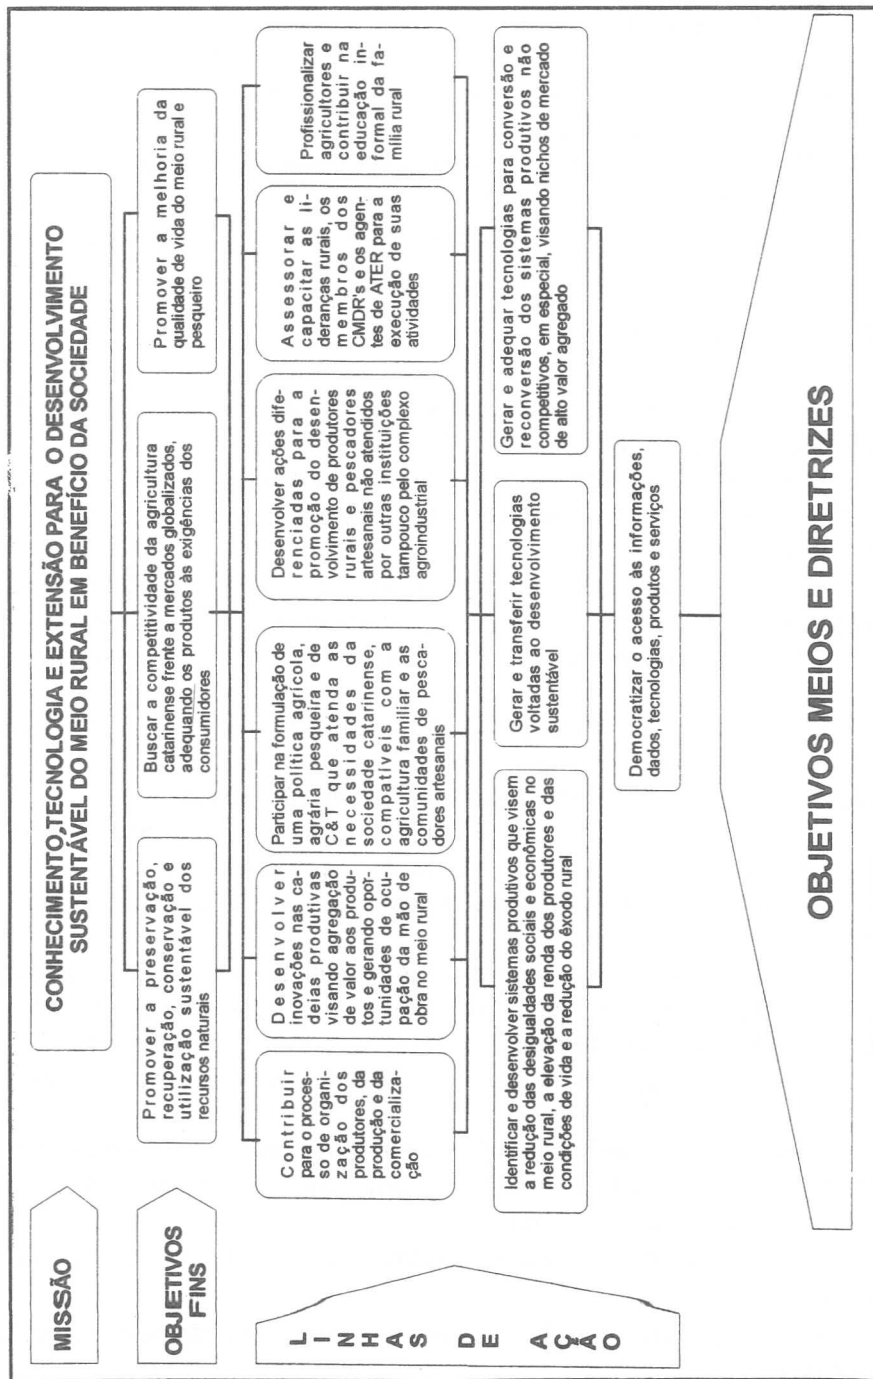 MISSÃO
CONHECIMENTO,TECNOLOGIA E EXTENSÃO PARA O DESENVOLVIMENTO
SUSTENTÁVEL DO MEIO RURAL EM BENEFÍCIO DA SOCIEDADE
OBJETIVOS
FINS
Promover a preservação,
recuperação, conservação e
utilização sustentável dos
recursos naturais
Buscar a competitividade da agricultura
catarinense frente a mercados globalizados,
adequando os produtos às exigências dos
consumidores
Promover a melhoria da
qualidade de vida do meio rural e
pesqueiro
LINHAS
DE
AÇÃO
Contribuir
para o proces-
so de organi-
zação dos
produtores, da
produção e da
comercializa-
ção
Desenvolver
inovações nas ca-
deias produtivas
visando agregação
de valor aos produ-
tos e gerando opor-
tunidades de ocu-
pação da mão de
obra no meio rural
Participar na formulação de
uma política agrícola,
agrária pesqueira e de
C&T que atenda as
necessidades da
sociedade catarinense,
compatíveis com a
agricultura familiar e as
comunidades de pesca-
dores artesanais
Desenvolver ações dife-
renciadas para a
promoção do desen-
volvimento de produtores
rurais e pescadores
artesanais não atendidos
por outras instituições
tampouco pelo complexo
agroindustrial
Assessorar e
capacitar as li-
deranças rurais, os
membros dos
CMDR's e os agen-
tes de ATER para a
execução de suas
atividades
Profissionalizar
agricultores e
contribuir na
educação in-
formal da fa-
mília rural
Identificar e desenvolver sistemas produtivos que visem
a redução das desigualdades sociais e econômicas no
meio rural, a elevação da renda dos produtores e das
condições de vida e a redução do êxodo rural
Gerar e transferir tecnologias
voltadas ao desenvolvimento
sustentável
Gerar e adequar tecnologias para conversão e
reconversão dos sistemas produtivos não
competitivos, em especial, visando nichos de mercado
de alto valor agregado
Democratizar o acesso às informações,
dados, tecnologias, produtos e serviços
OBJETIVOS MEIOS E DIRETRIZES